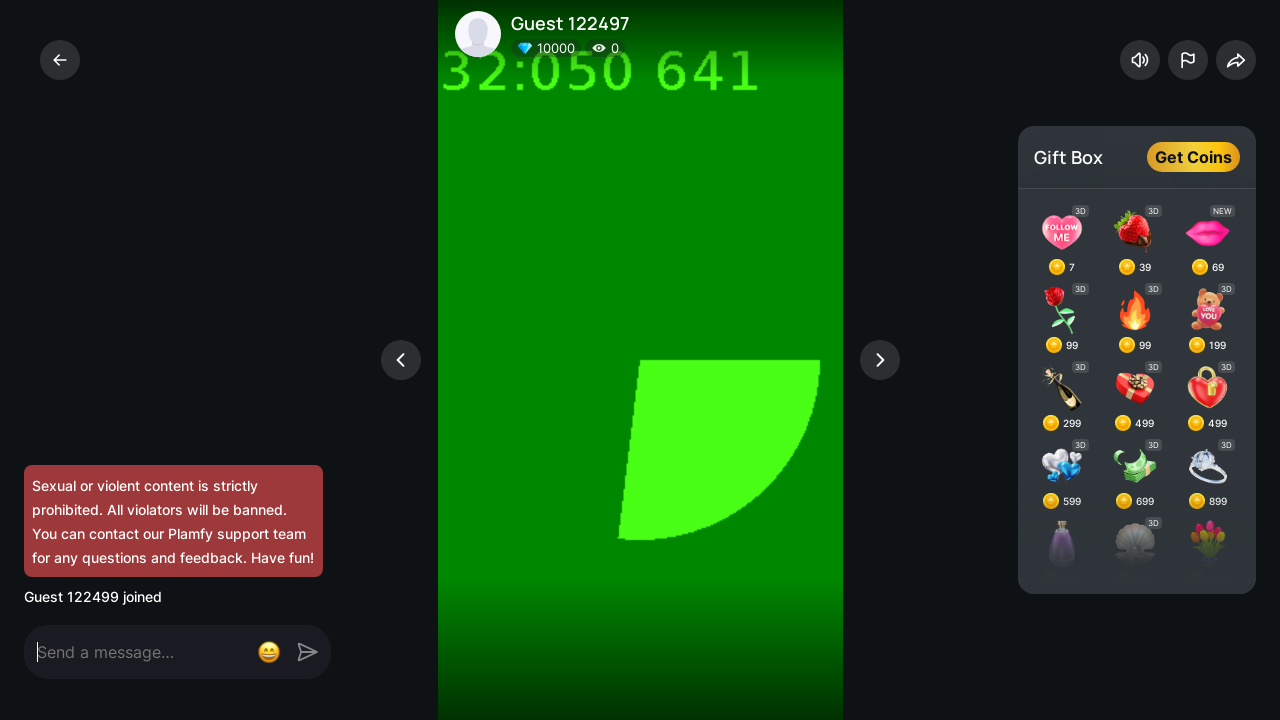 Guest 122497
10000 0
32:050 641
Gift Box
Get Coins
3D 3D NEW
FOLLOW
ME
7 39 69
3D 3D 3D
LOVE
YOU
99 99 199
3D 3D 3D
299 499 499
3D 3D 3D
599 699 899
3D
Sexual or violent content is strictly
prohibited. All violators will be banned.
You can contact our Plamfy support team
for any questions and feedback. Have fun!
Guest 122499 joined
Send a message...